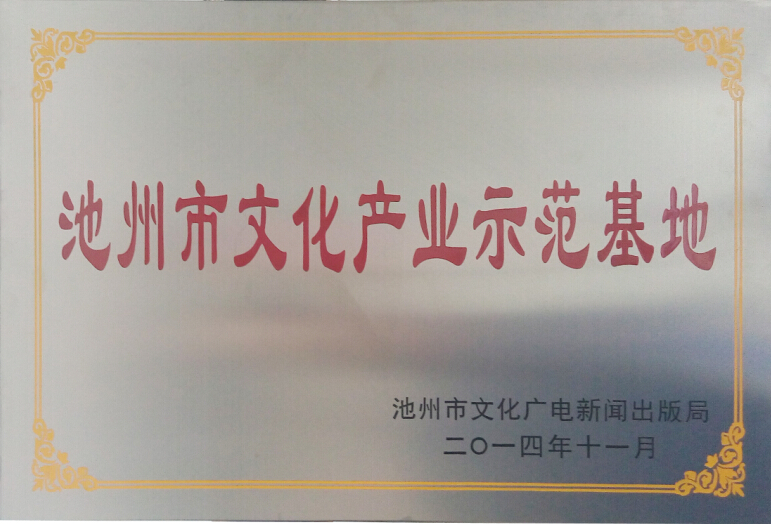 池州市文化产业示范基地
池州市文化广电新闻出版局
二〇一四年十一月